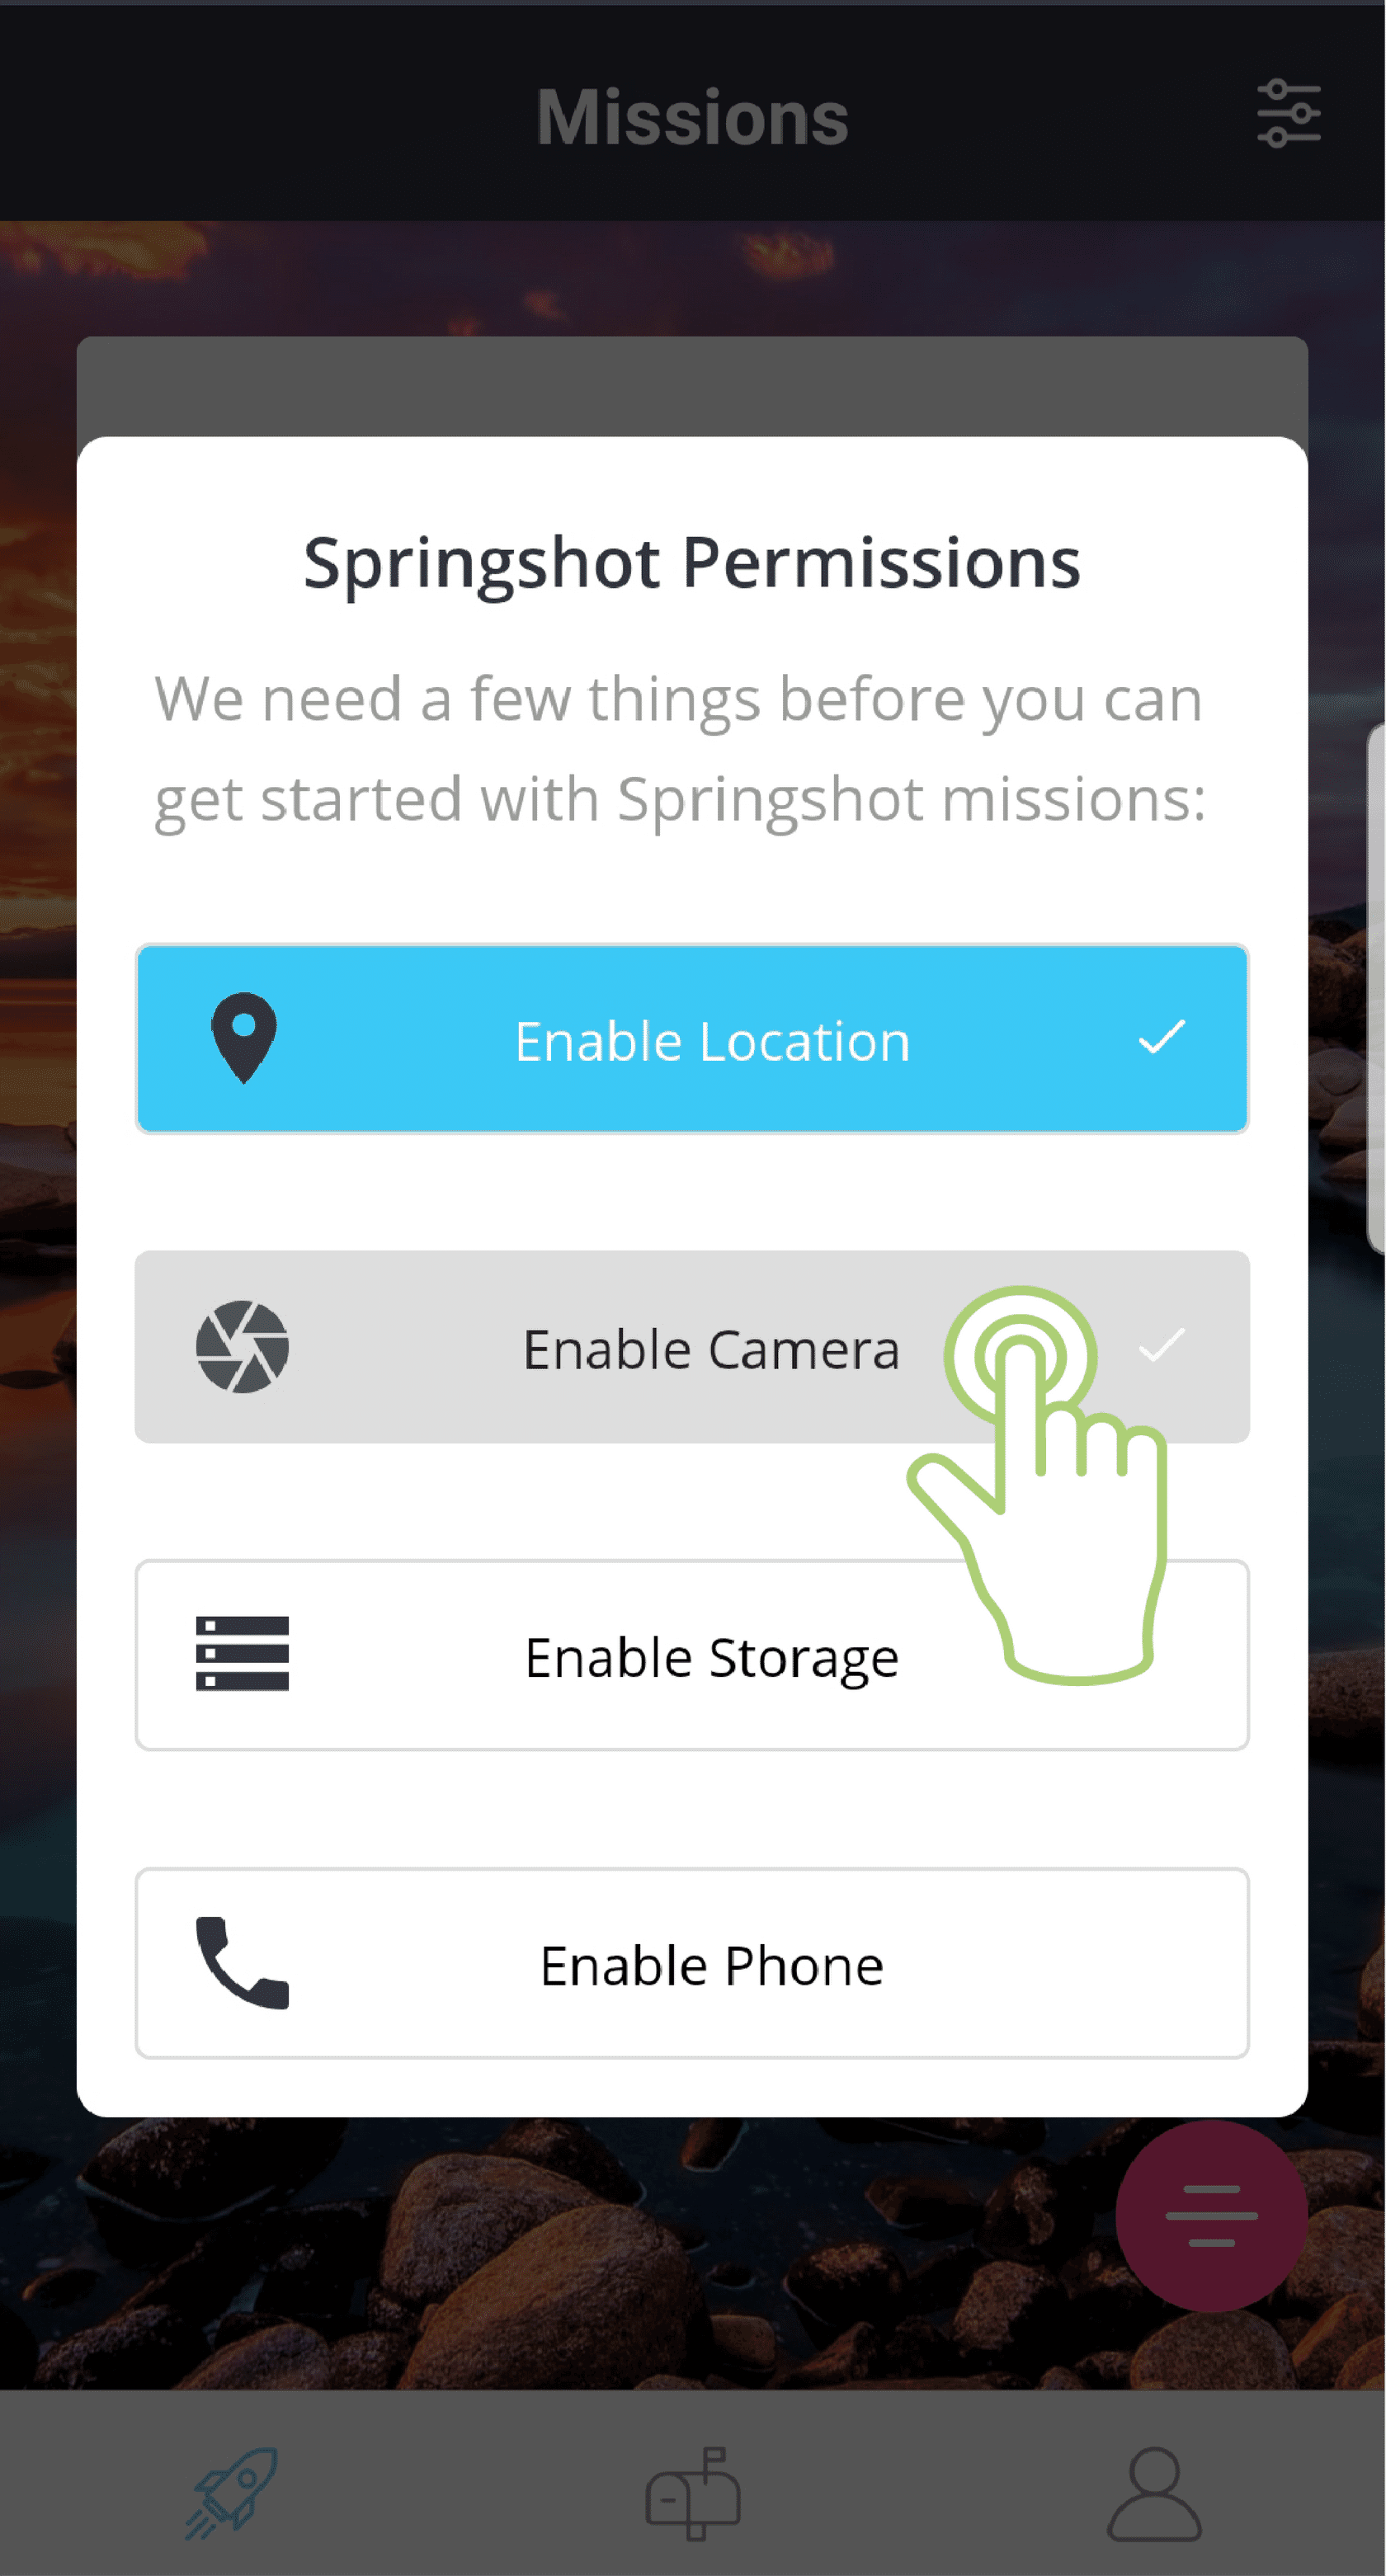 Missions
Springshot Permissions
We need a few things before you can
get started with Springshot missions:
Enable Location
Enable Camera
Enable Storage
Enable Phone